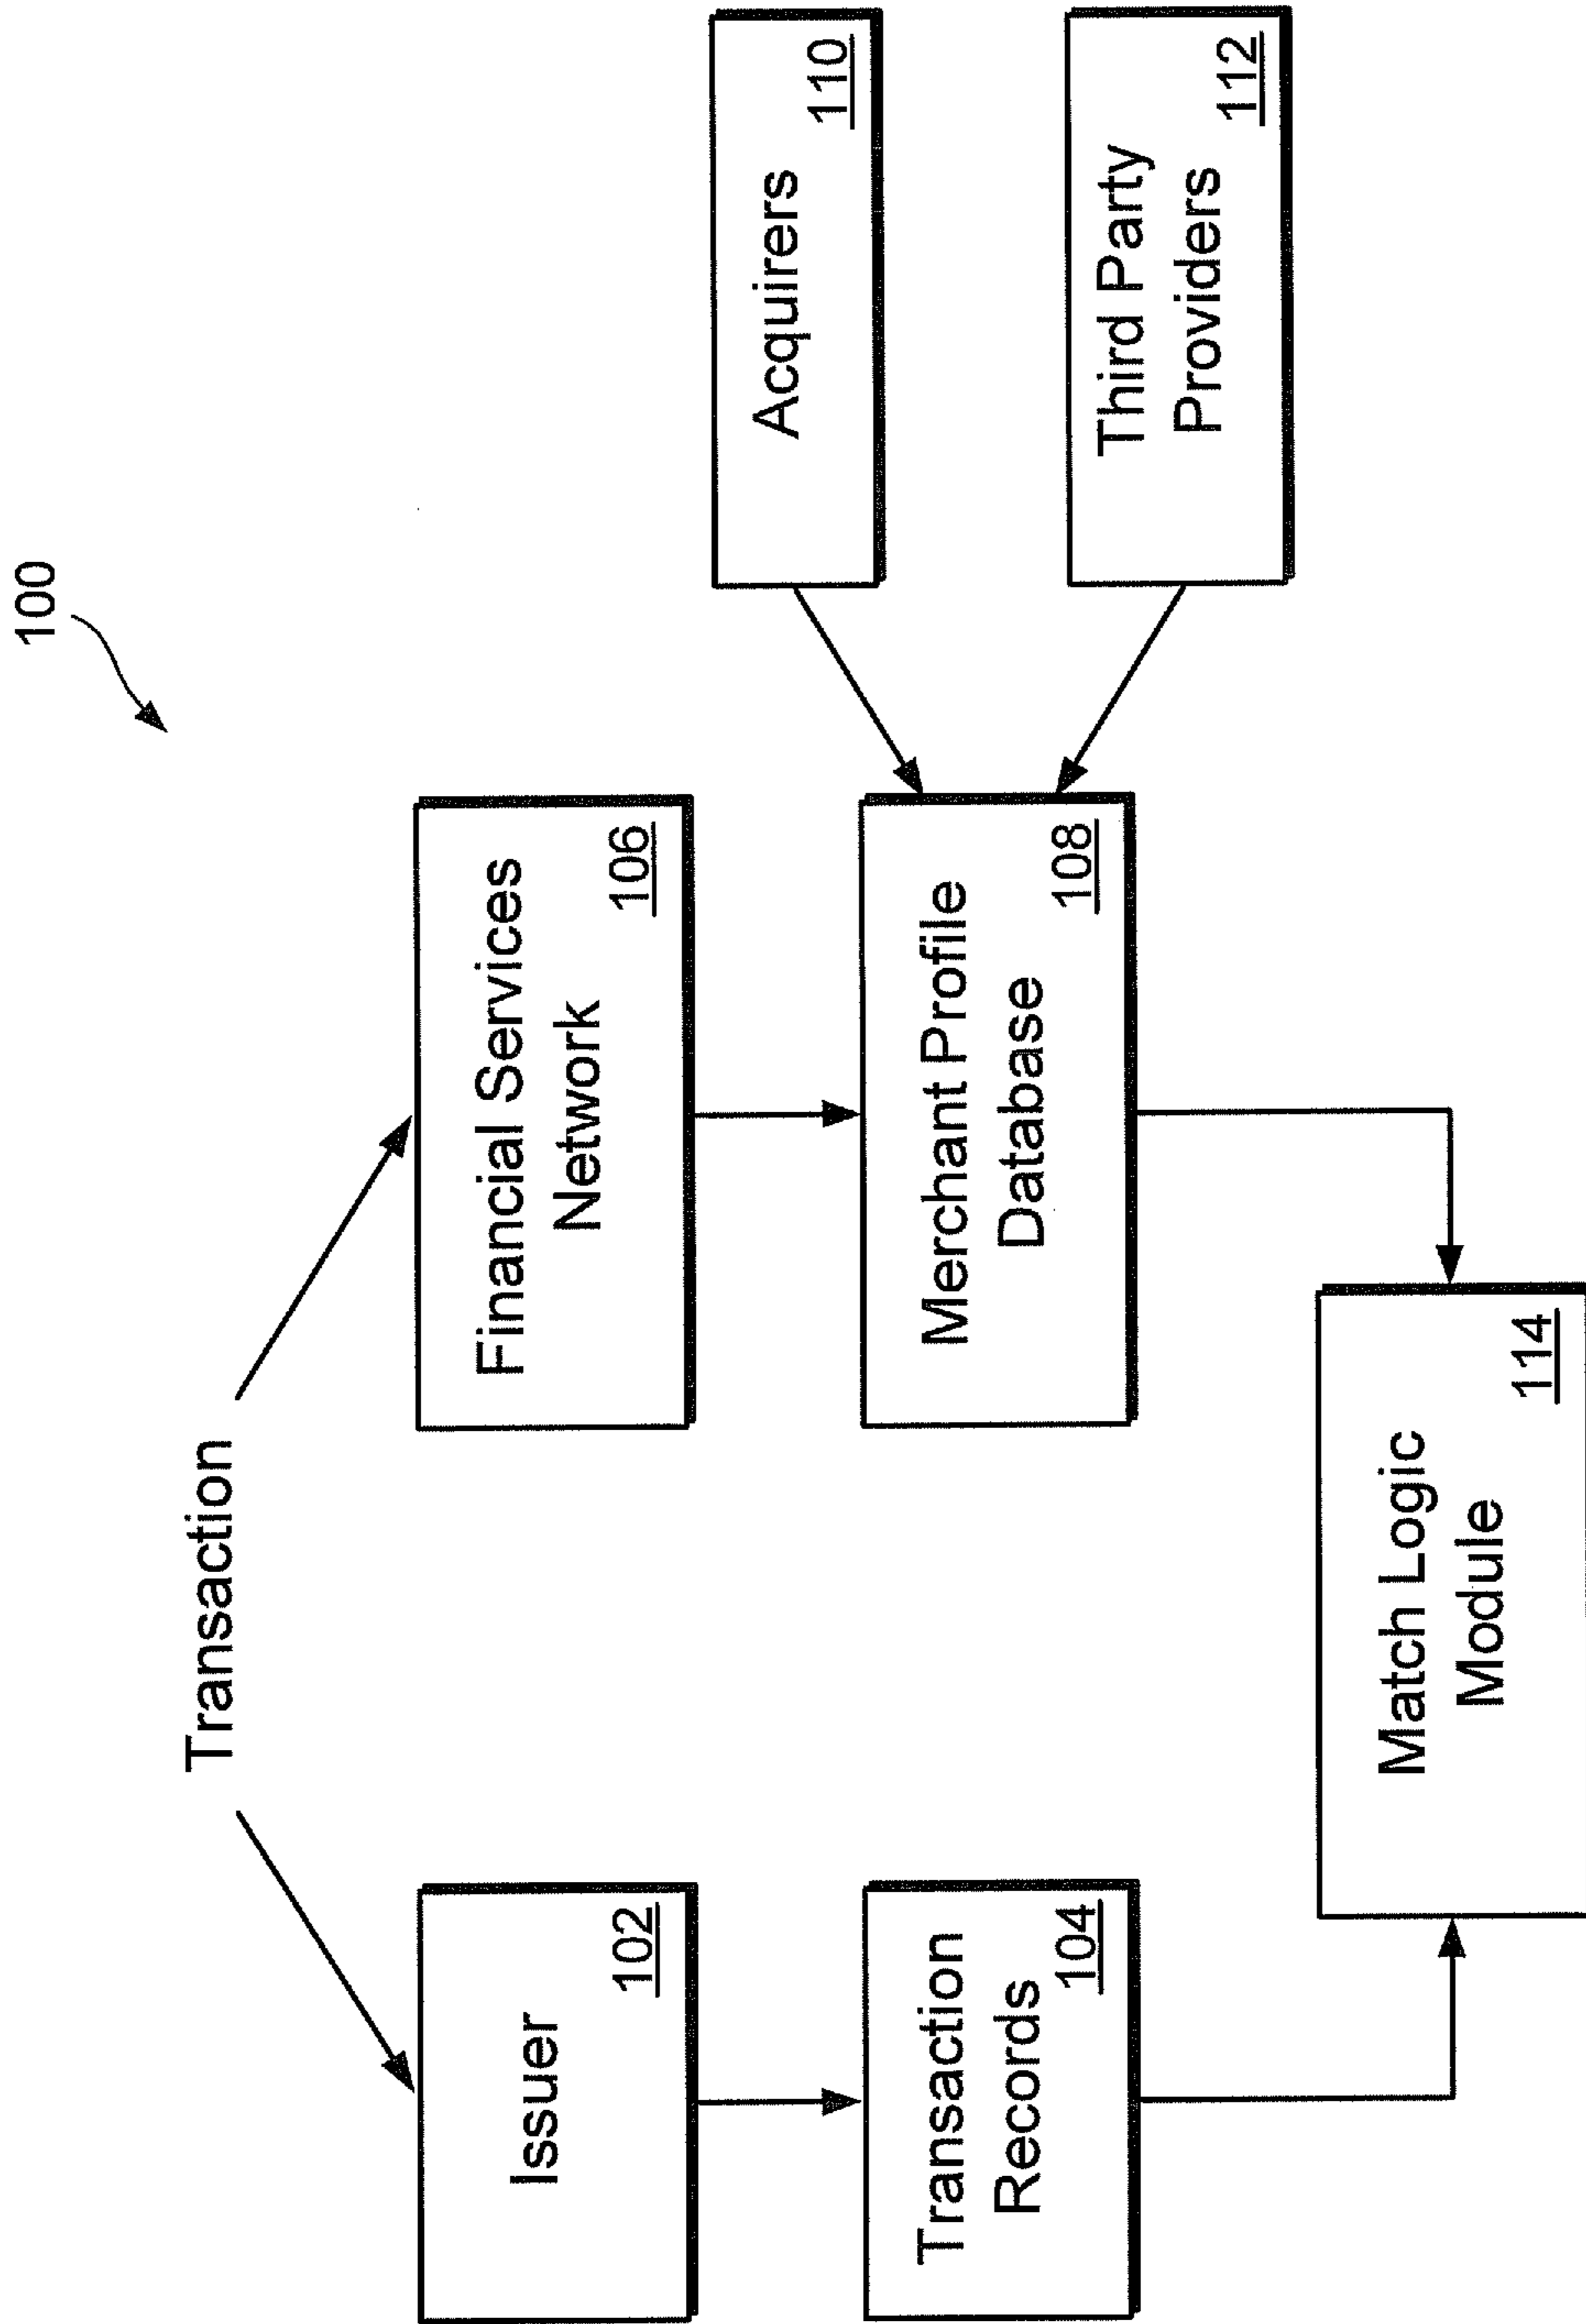 100
Transaction
Issuer
102
Financial Services
Network
106
Acquirers
110
Transaction
Records
104
Merchant Profile
Database
108
Third Party
Providers
112
Match Logic
Module
114